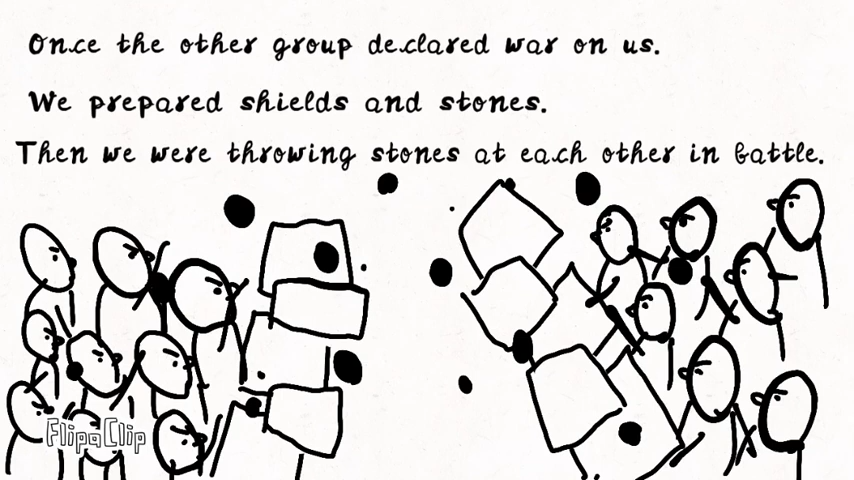 Once the other group declared war on us.
We prepared shields and stones.
Then we were throwing stones at each other in battle.
FlipaClip